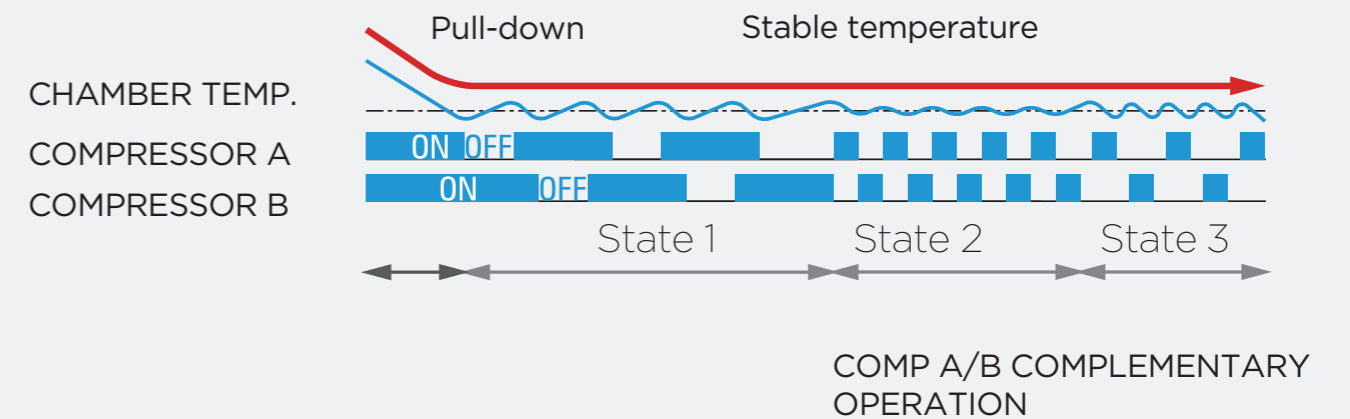 Pull-down
Stable temperature
CHAMBER TEMP.
COMPRESSOR A
ON OFF
COMPRESSOR B
ON OFF
State 1
State 2
State 3
COMP A/B COMPLEMENTARY
OPERATION